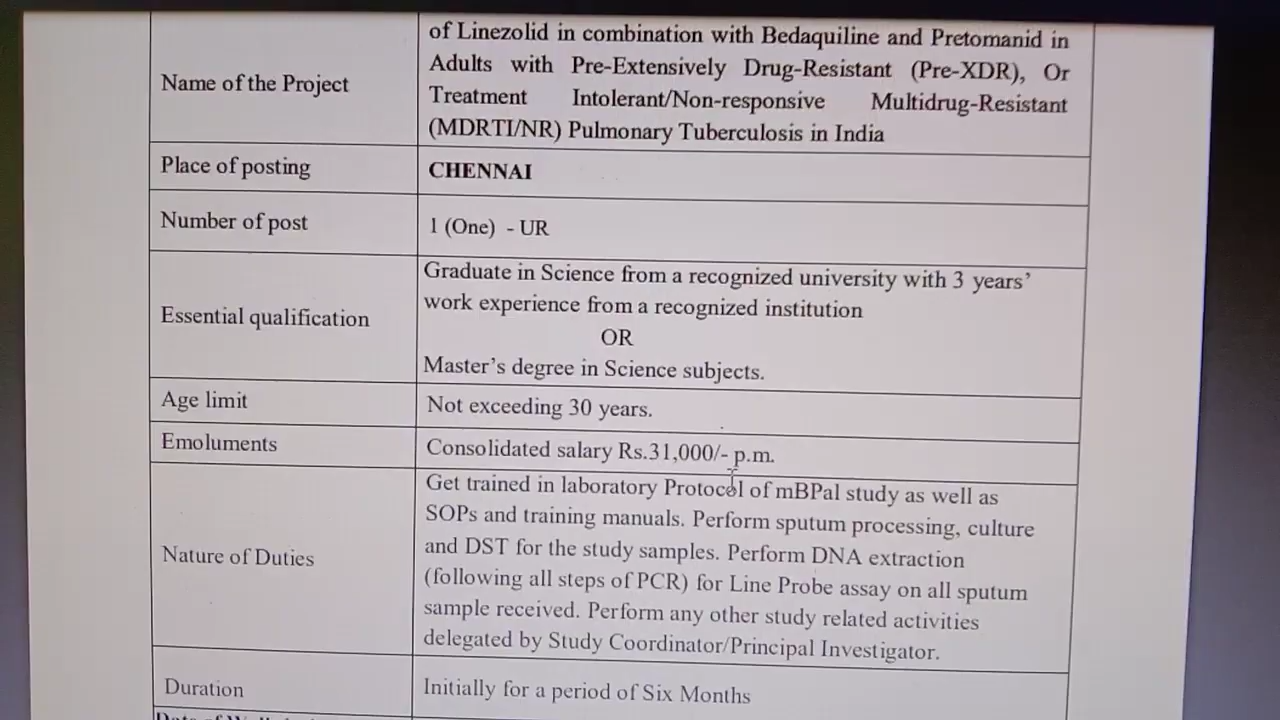 of Linezolid in combination with Bedaquiline and Pretomanid in
Adults with Pre-Extensively Drug-Resistant (Pre-XDR), Or
Name of the Project
Treatment Intolerant/Non-responsive Multidrug-Resistant
(MDRTI/NR) Pulmonary Tuberculosis in India
Place of posting
CHENNAI
Number of post
1 (One) - UR
Essential qualification
Graduate in Science from a recognized university with 3 years’
work experience from a recognized institution
OR
Master’s degree in Science subjects.
Age limit
Not exceeding 30 years.
Emoluments
Consolidated salary Rs.31,000/- p.m.
Nature of Duties
Get trained in laboratory Protocol of mBPal study as well as
SOPs and training manuals. Perform sputum processing, culture
and DST for the study samples. Perform DNA extraction
(following all steps of PCR) for Line Probe assay on all sputum
sample received. Perform any other study related activities
delegated by Study Coordinator/Principal Investigator.
Duration
Initially for a period of Six Months